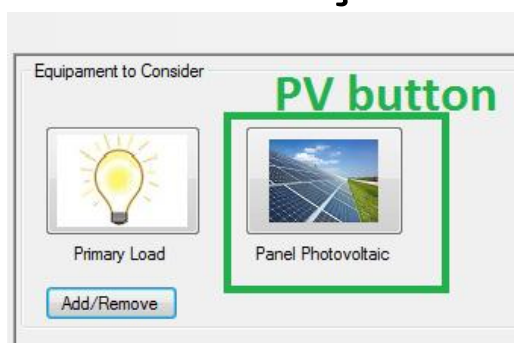 Equipament to Consider
PV button
Primary Load
Panel Photovoltaic
Add/Remove